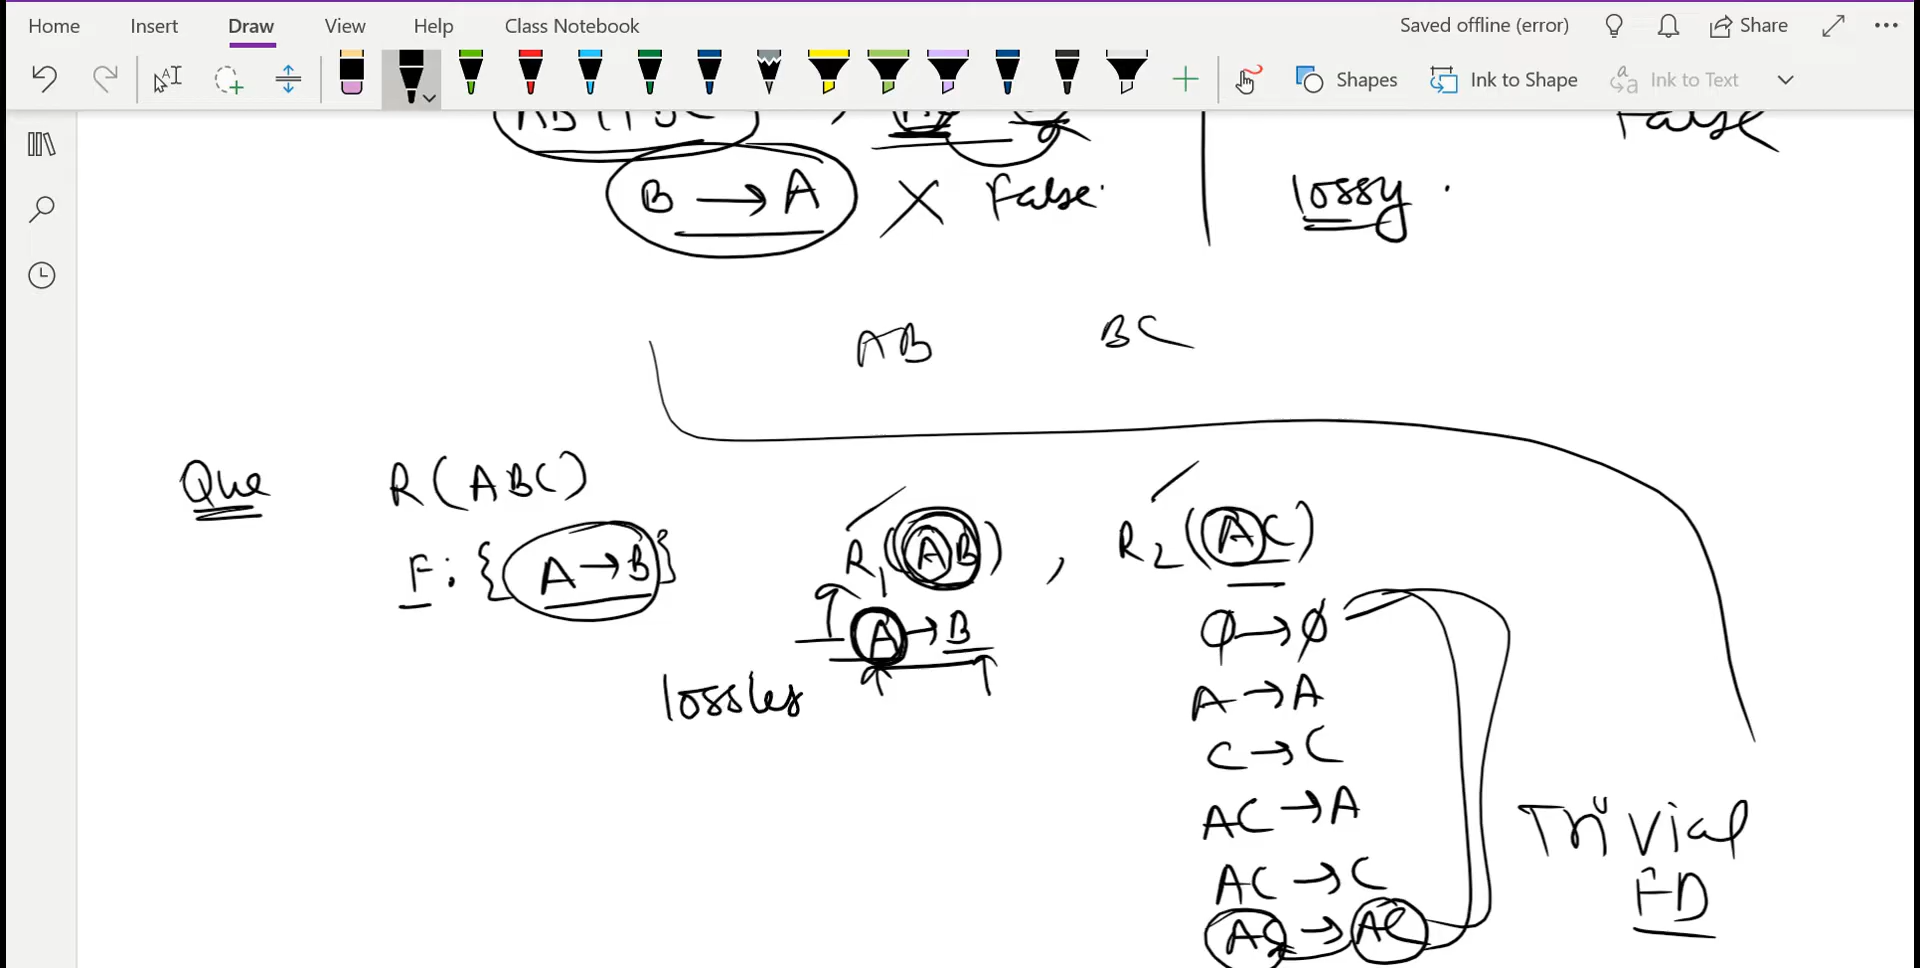 Home Insert Draw View Help Class Notebook Saved offline (error) Share
Shapes Ink to Shape Ink to Text
False
B → A X False
lossy
AB BC
Que R(ABC)
F: {A → B} R1(AB), R2(AC)
A → B
ϕ → ϕ
lossles
A → A
C → C
AC → A
AC → C
Trivial
FD
AC → AC